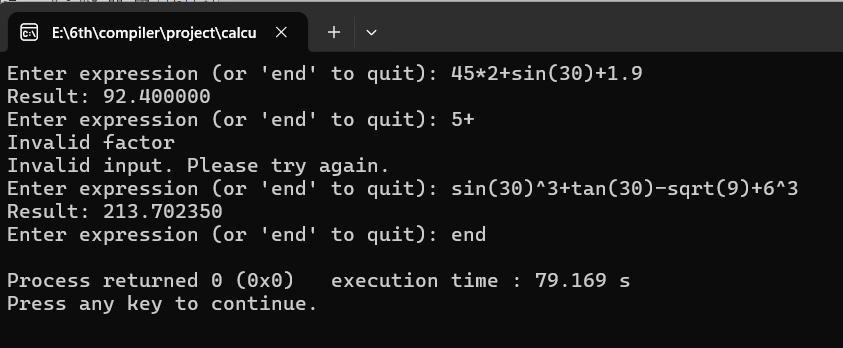 E:\6th\compiler\project\calcu
Enter expression (or 'end' to quit): 45*2+sin(30)+1.9
Result: 92.400000
Enter expression (or 'end' to quit): 5+
Invalid factor
Invalid input. Please try again.
Enter expression (or 'end' to quit): sin(30)^3+tan(30)-sqrt(9)+6^3
Result: 213.702350
Enter expression (or 'end' to quit): end
Process returned 0 (0x0)   execution time : 79.169 s
Press any key to continue.